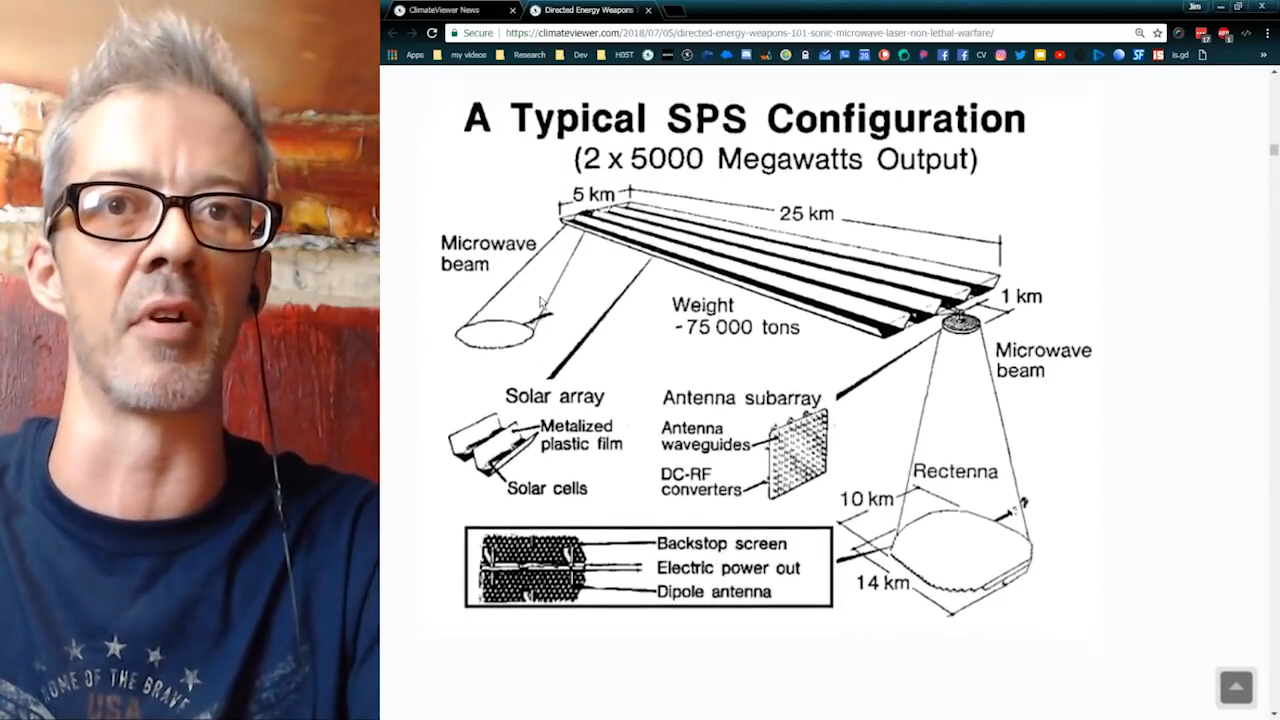 ClimateViewer News
Directed Energy Weapons
Jim
Secure
https://climateviewer.com/2018/07/05/directed-energy-weapons-101-sonic-microwave-laser-non-lethal-warfare/
Apps
my videos
Research
Dev
H05T
CV
is.gd
A Typical SPS Configuration
(2 x 5000 Megawatts Output)
5 km
25 km
Microwave
beam
Weight
~75 000 tons
1 km
Microwave
beam
Solar array
Antenna subarray
Metalized
plastic film
Solar cells
Antenna
waveguides
DC-RF
converters
Rectenna
10 km
14 km
Backstop screen
Electric power out
Dipole antenna
HOME OF THE BRAVE
USA